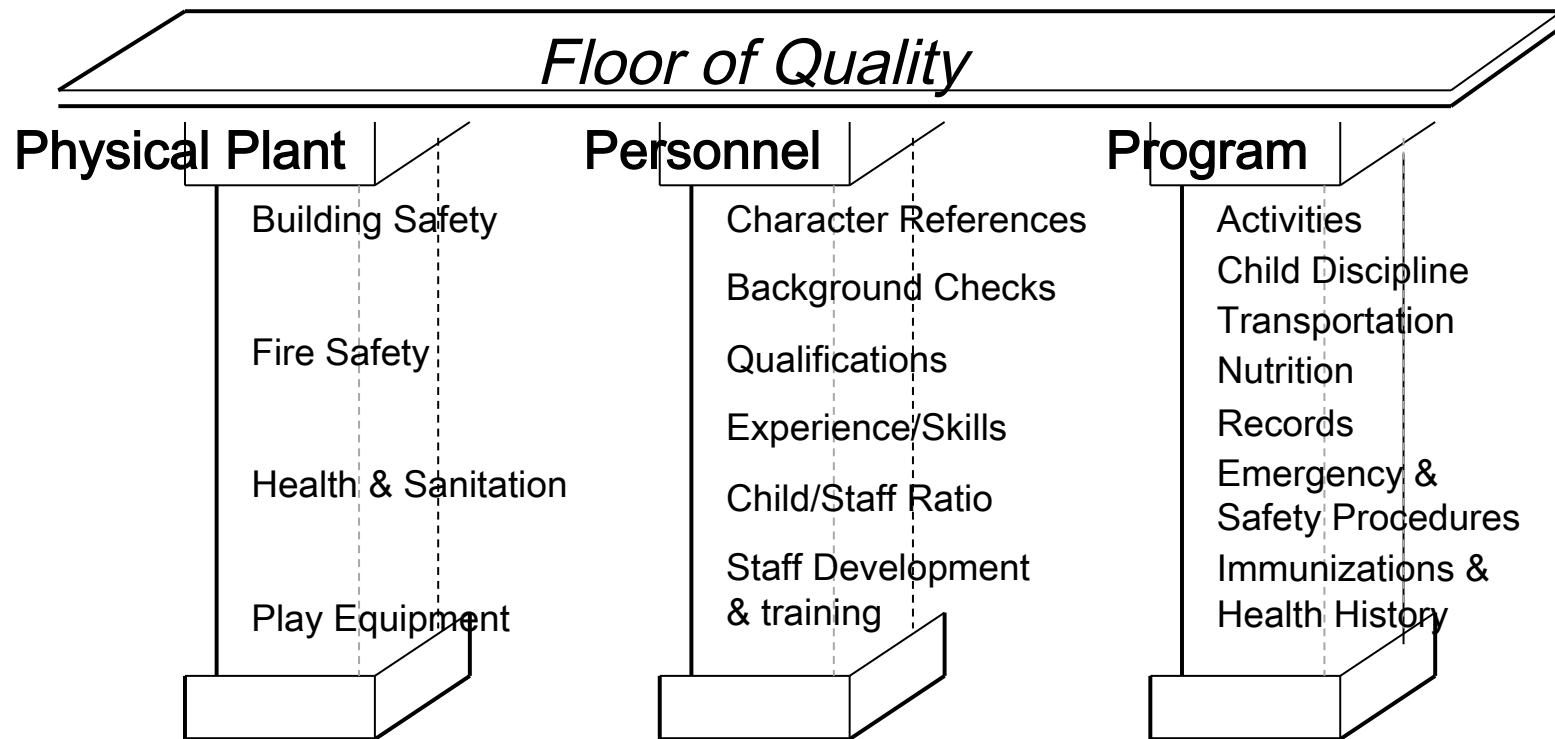 Floor of Quality
Physical Plant
Building Safety
Fire Safety
Health & Sanitation
Play Equipment
Personnel
Character References
Background Checks
Qualifications
Experience/Skills
Child/Staff Ratio
Staff Development
& training
Program
Activities
Child Discipline
Transportation
Nutrition
Records
Emergency &
Safety Procedures
Immunizations &
Health History